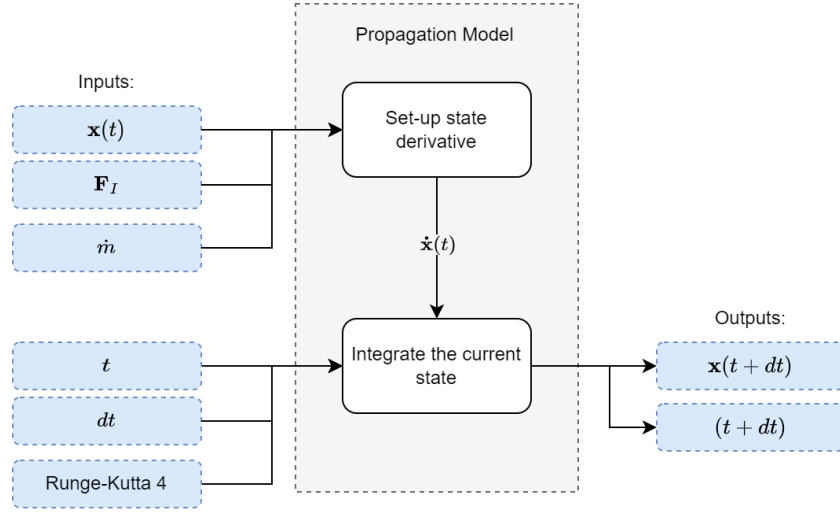 Propagation Model
Inputs:
𝐱(t)
𝐅_I
ṁ
Set-up state
derivative
𝐱̇(t)
t
dt
Runge-Kutta 4
Integrate the current
state
Outputs:
𝐱(t + dt)
(t + dt)